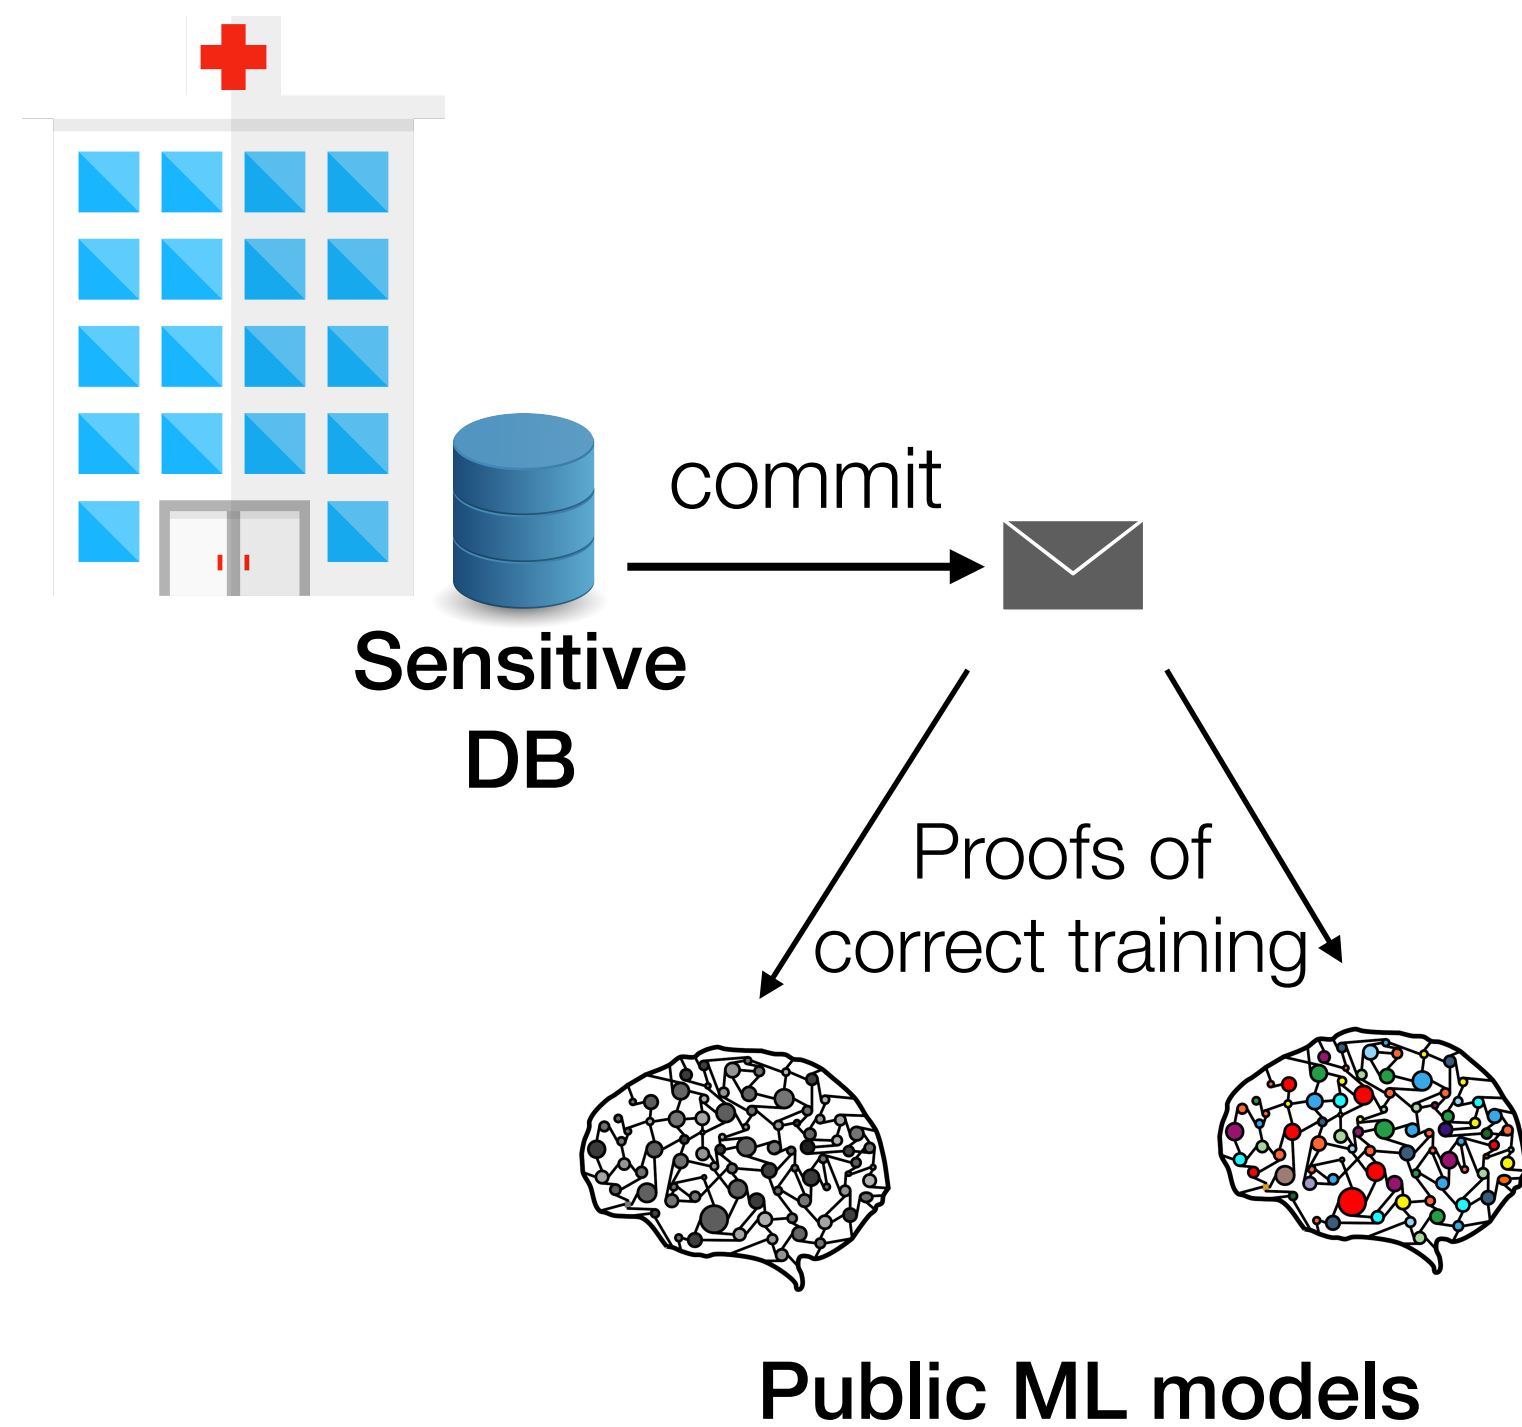 commit
Sensitive
DB
Proofs of
correct training
Public ML models